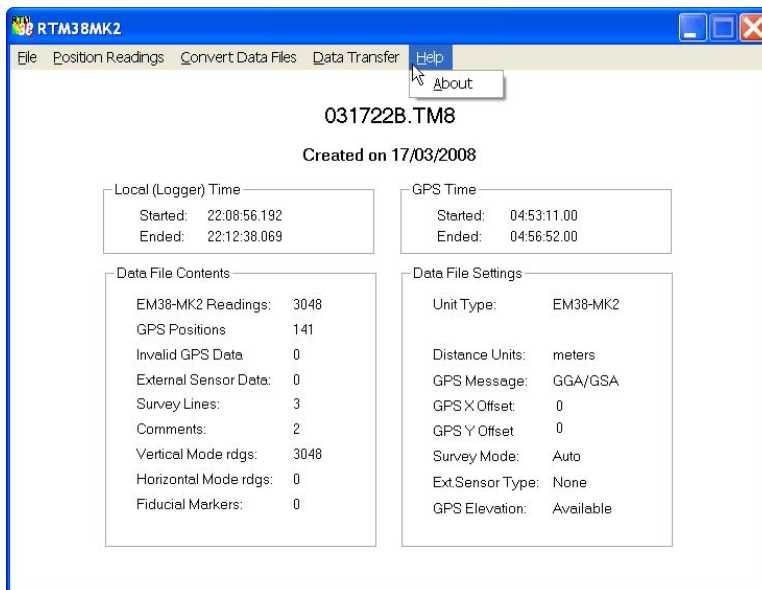 RTM38MK2
File Position Readings Convert Data Files Data Transfer Help
About
031722B.TM8
Created on 17/03/2008
Local (Logger) Time
Started: 22:08:56.192
Ended: 22:12:38.069
GPS Time
Started: 04:53:11.00
Ended: 04:56:52.00
Data File Contents
EM38-MK2 Readings: 3048
GPS Positions 141
Invalid GPS Data 0
External Sensor Data: 0
Survey Lines: 3
Comments: 2
Vertical Mode rdgs: 3048
Horizontal Mode rdgs: 0
Fiducial Markers: 0
Data File Settings
Unit Type: EM38-MK2
Distance Units: meters
GPS Message: GGA/GSA
GPS X Offset: 0
GPS Y Offset 0
Survey Mode: Auto
Ext.Sensor Type: None
GPS Elevation: Available